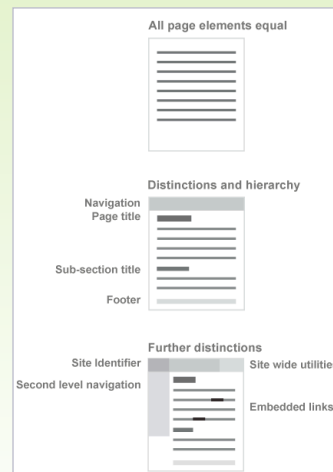 All page elements equal
Distinctions and hierarchy
Navigation
Page title
Sub-section title
Footer
Further distinctions
Site Identifier
Site wide utilitie
Second level navigation
Embedded links